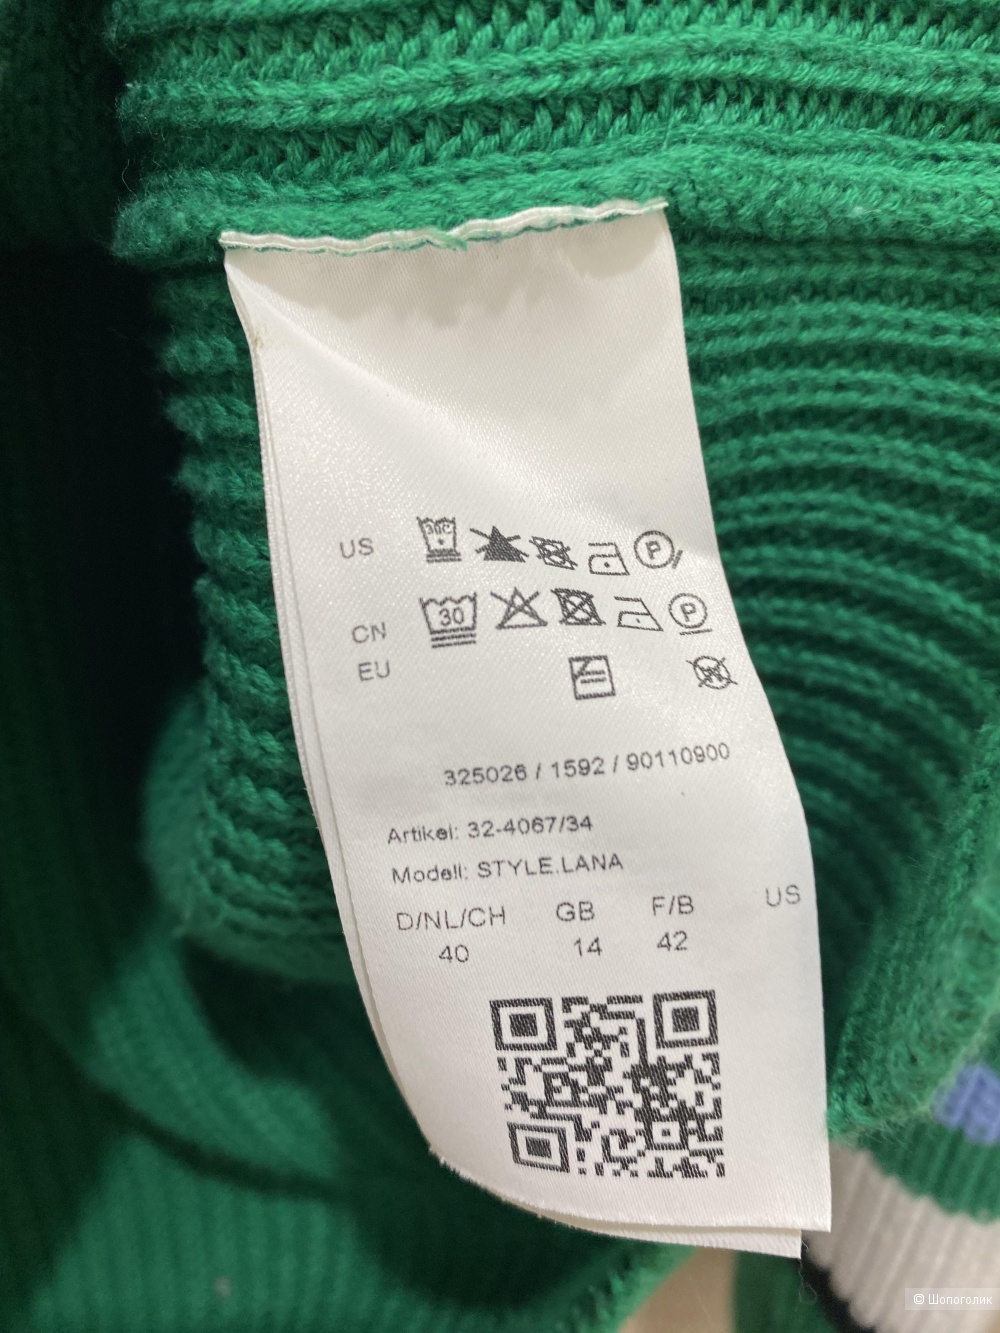 US 30C P
CN 30 P
EU W
325026 / 1592 / 90110900
Artikel: 32-4067/34
Modell: STYLE.LANA
D/NL/CH GB F/B US
40 14 42
© Шопоголик